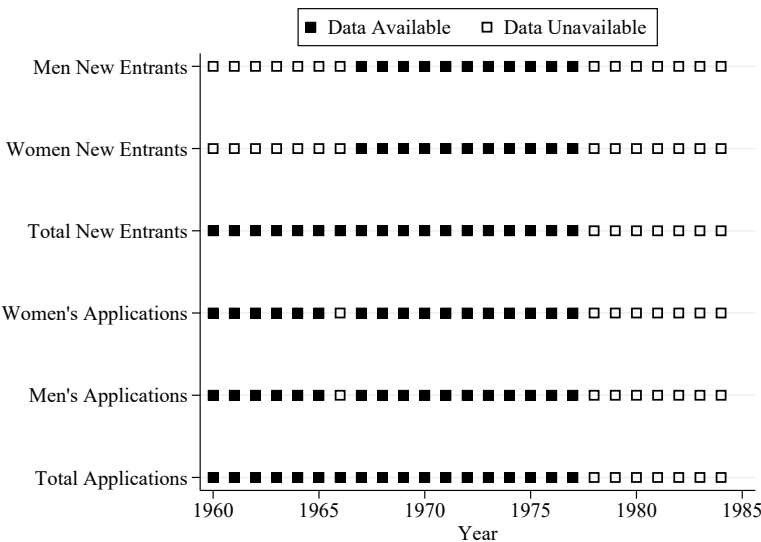 Data Available Data Unavailable
Men New Entrants
Women New Entrants
Total New Entrants
Women's Applications
Men's Applications
Total Applications
1960 1965 1970 1975 1980 1985
Year